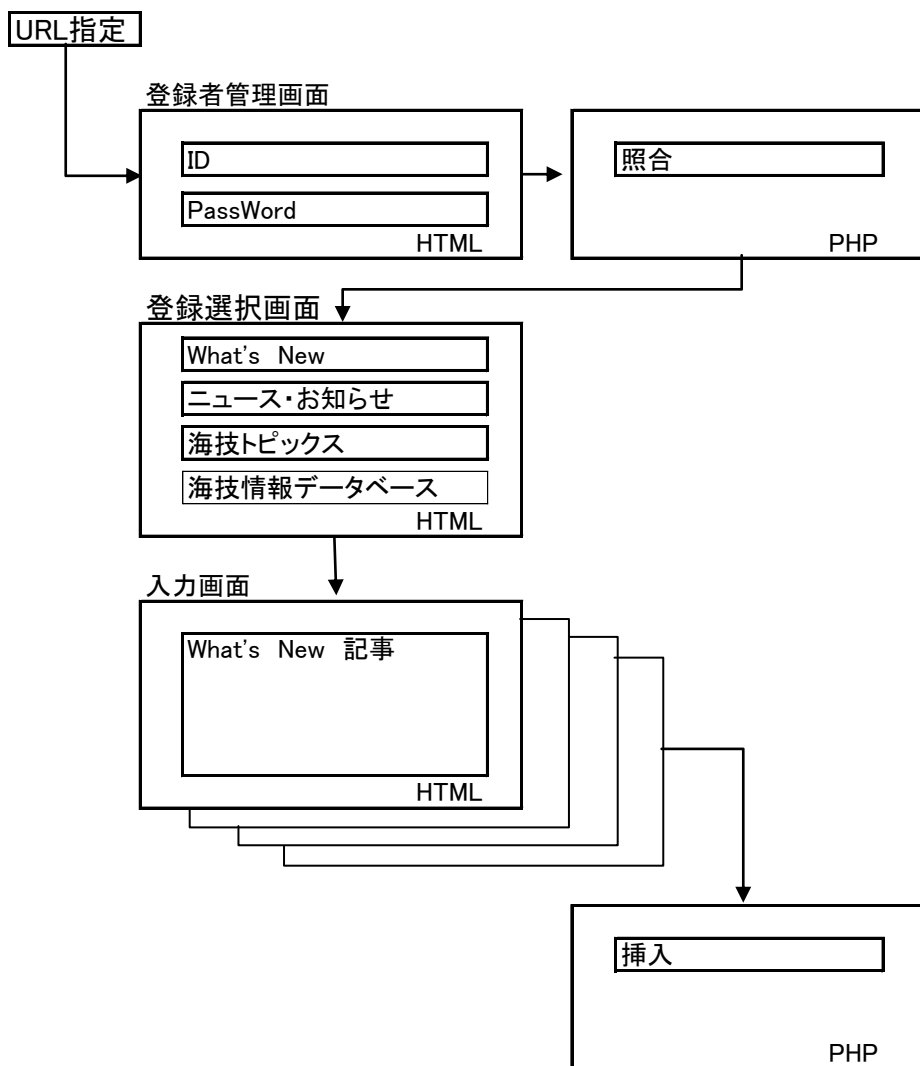 URL指定
登録者管理画面
ID
PassWord
HTML
照合
PHP
登録選択画面
What's New
ニュース・お知らせ
海技トピックス
海技情報データベース
HTML
入力画面
What's New 記事
HTML
挿入
PHP